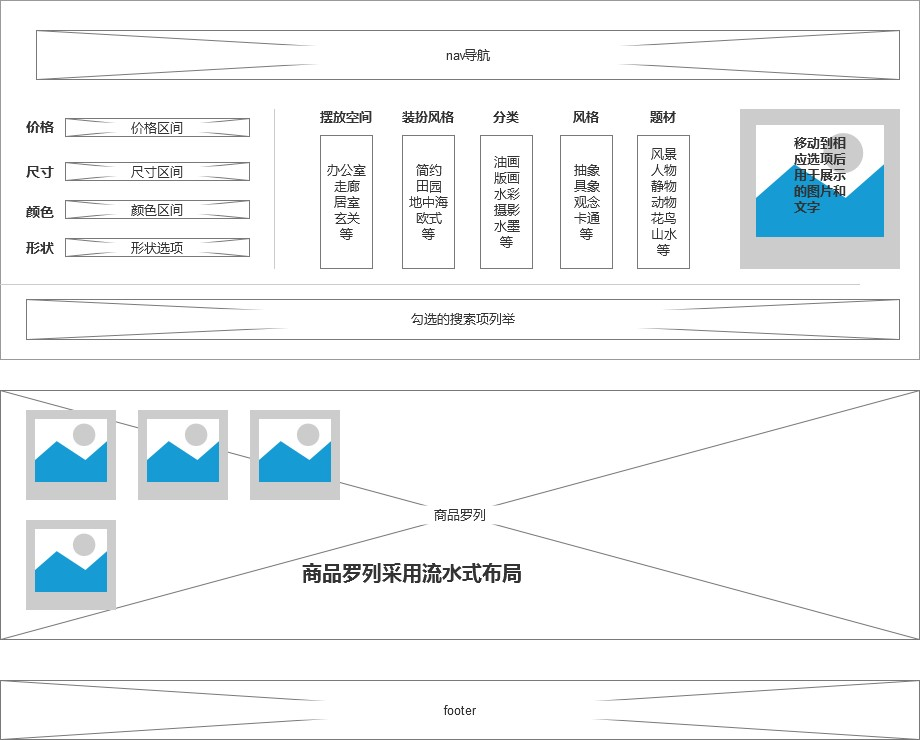 nav导航
价格
价格区间
尺寸
尺寸区间
颜色
颜色区间
形状
形状选项
摆放空间
办公室
走廊
居室
玄关
等
装扮风格
简约
田园
地中海
欧式
等
分类
油画
版画
水彩
摄影
水墨
等
风格
抽象
具象
观念
卡通
等
题材
风景
人物
静物
动物
花鸟
山水
等
移动到相
应选项后
用于展示
的图片和
文字
勾选的搜索项列举
商品罗列
商品罗列采用流水式布局
footer